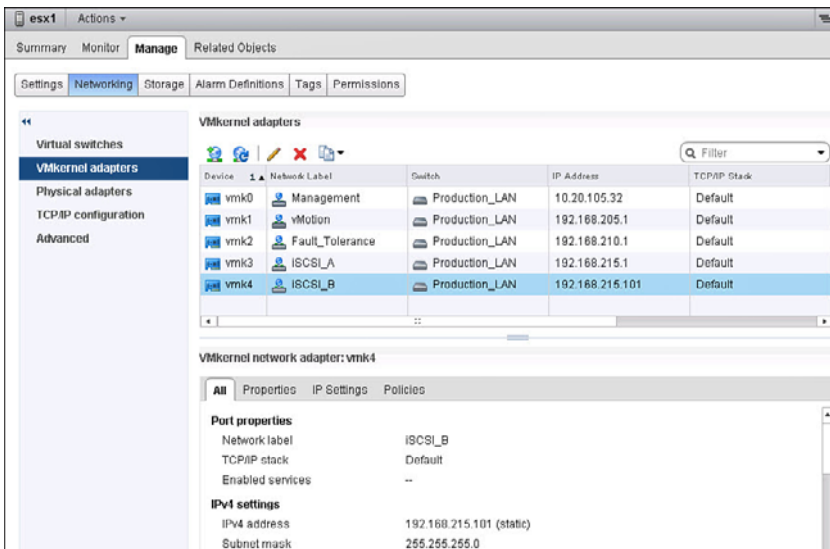 esx1 Actions
Summary Monitor Manage Related Objects
Settings Networking Storage Alarm Definitions Tags Permissions
Virtual switches
VMkernel adapters
Physical adapters
TCP/IP configuration
Advanced
VMkernel adapters
Filter
Device 1 Network Label Switch IP Address TCP/IP Stack
vmk0 Management Production_LAN 10.20.105.32 Default
vmk1 vMotion Production_LAN 192.168.205.1 Default
vmk2 Fault_Tolerance Production_LAN 192.168.210.1 Default
vmk3 iSCSI_A Production_LAN 192.168.215.1 Default
vmk4 iSCSI_B Production_LAN 192.168.215.101 Default
VMkernel network adapter: vmk4
All Properties IP Settings Policies
Port properties
Network label iSCSI_B
TCP/IP stack Default
Enabled services --
IPv4 settings
IPv4 address 192.168.215.101 (static)
Subnet mask 255.255.255.0